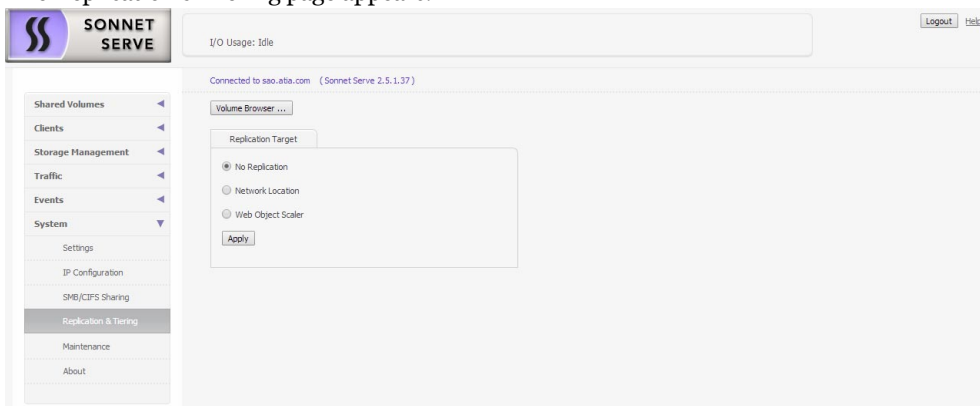 SONNET
SERVE
I/O Usage: Idle
Logout
Connected to sao.atia.com ( Sonnet Serve 2.5.1.37 )
Shared Volumes
Clients
Storage Management
Traffic
Events
System
Settings
IP Configuration
SMB/CIFS Sharing
Replication & Tiering
Maintenance
About
Volume Browser ...
Replication Target
No Replication
Network Location
Web Object Scaler
Apply